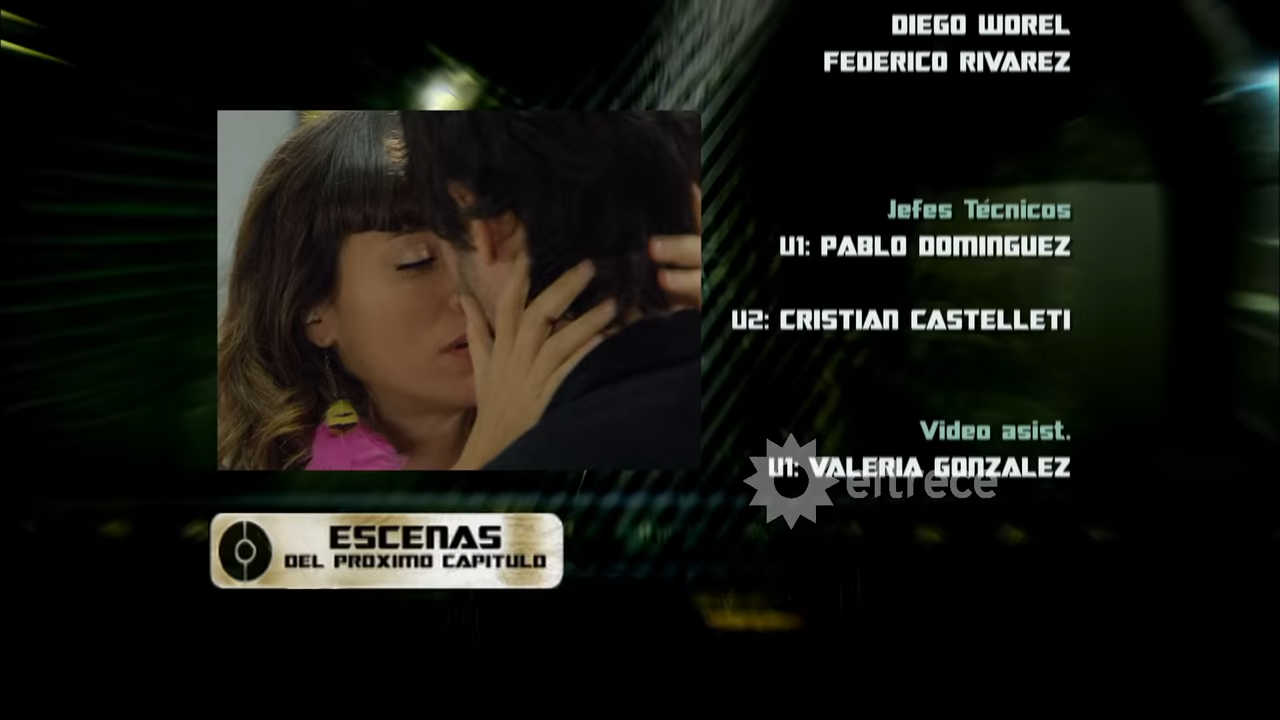 DIEGO WOREL
FEDERICO RIVAREZ
Jefes Técnicos
U1: PABLO DOMINGUEZ
U2: CRISTIAN CASTELLETI
Video asist.
U1: VALERIA GONZALEZ
eltrece
ESCENAS
DEL PROXIMO CAPITULO